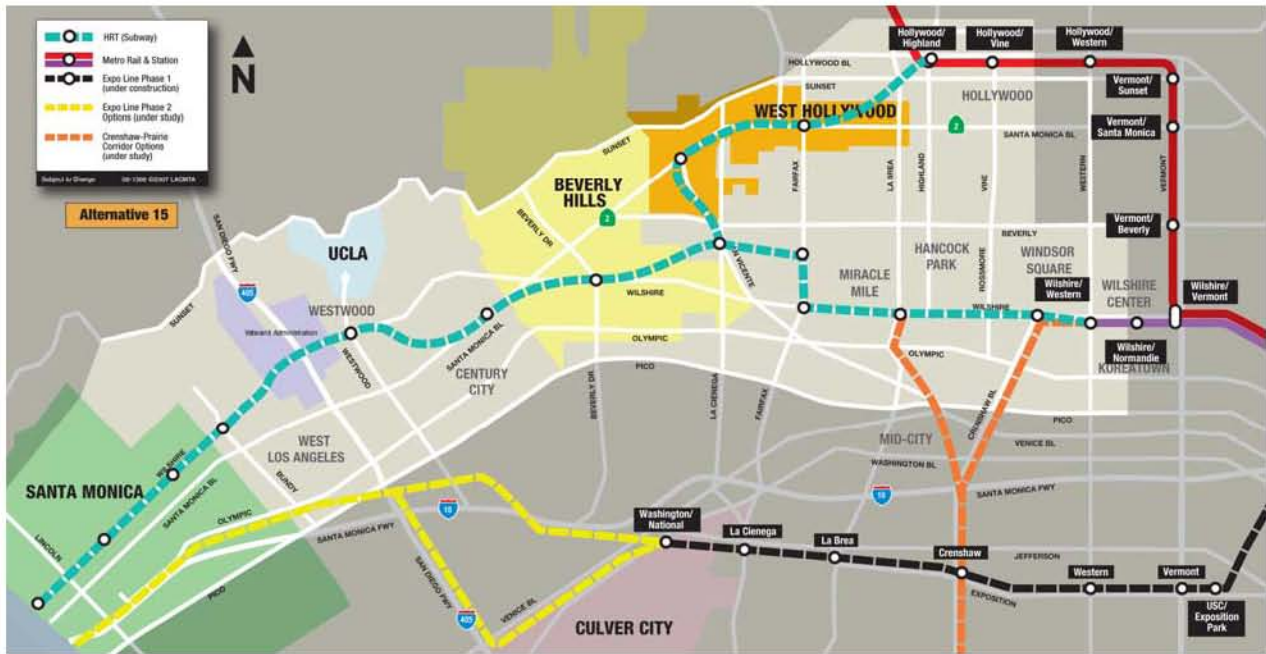 HRT (Subway)
Metro Rail & Station
Expo Line Phase 1
(under construction)
Expo Line Phase 2
Options (under study)
Crenshaw-Prairie
Corridor Options
(under study)
Subject to Change
©2007 LACMTA
Alternative 15
N
Hollywood/
Highland
Hollywood/
Vine
Hollywood/
Western
HOLLYWOOD BL
SUNSET
Vermont/
Sunset
HOLLYWOOD
WEST HOLLYWOOD
2
SANTA MONICA BL
Vermont/
Santa Monica
SUNSET
FAIRFAX
LA BREA
HIGHLAND
VINE
WESTERN
VERMONT
BEVERLY
HILLS
2
BEVERLY DR
BEVERLY
Vermont/
Beverly
SAN DIEGO FWY
UCLA
VICENTE
HANCOCK
PARK
ROSSMORE
WINDSOR
SQUARE
MIRACLE
MILE
405
WESTWOOD
WILSHIRE
WILSHIRE
Wilshire/
Western
WILSHIRE
CENTER
Wilshire/
Vermont
SUNSET
Veterans Administration
SANTA MONICA BL
WESTWOOD
OLYMPIC
OLYMPIC
Wilshire/
Normandie
KOREATOWN
PICO
CENTURY
CITY
BEVERLY DR
LA CIENEGA
FAIRFAX
CRENSHAW BL
PICO
WEST
LOS ANGELES
MID-CITY
VENICE BL
WASHINGTON BL
WILSHIRE
BUNDY
SANTA MONICA
SANTA MONICA BL
OLYMPIC
10
10
SANTA MONICA FWY
SANTA MONICA FWY
LINCOLN
Washington/
National
La Cienega
La Brea
Crenshaw
JEFFERSON
SAN DIEGO FWY
PICO
Western
Vermont
EXPOSITION
VENICE BL
405
CULVER CITY
USC/
Exposition
Park